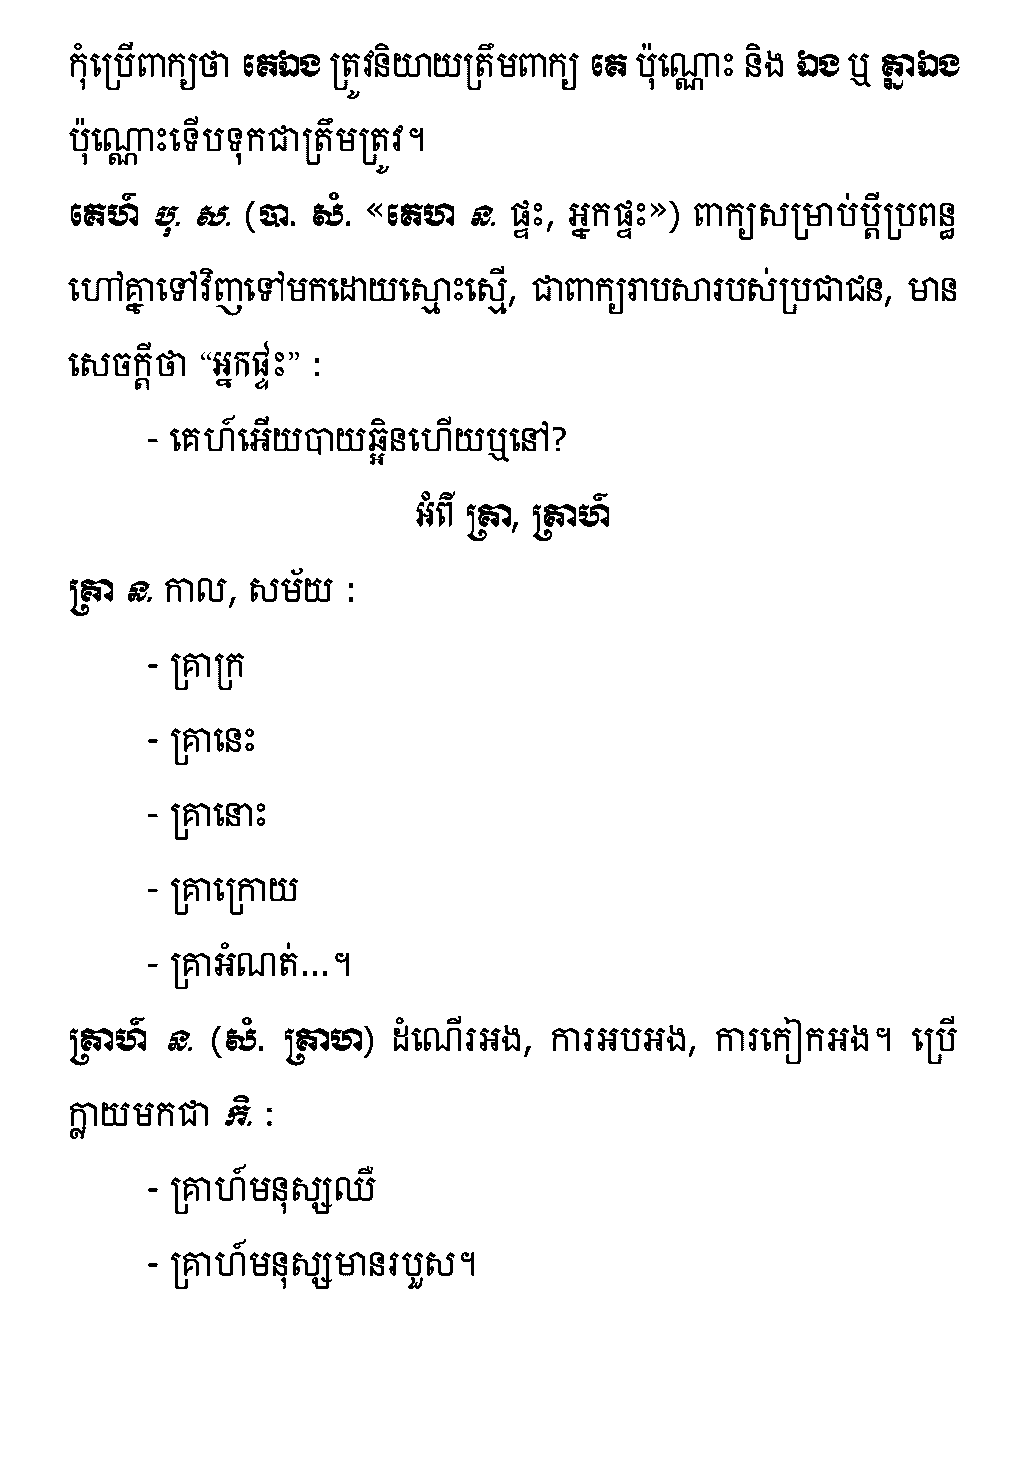 កុំប្រើពាក្យថា គេឯង ត្រូវនិយាយត្រឹមពាក្យ គេ ប៉ុណ្ណោះ និង ឯង ឬ គ្នាឯង
ប៉ុណ្ណោះទើបទុកជាត្រឹមត្រូវ។
គេហ៍ បុ. ស. (បា. សំ. «គេហ ន. ផ្ទះ, អ្នកផ្ទះ») ពាក្យសម្រាប់ប្ដីប្រពន្ធ
ហៅគ្នាទៅវិញទៅមកដោយស្មោះស្មើ, ជាពាក្យរាបសារបស់ប្រជាជន, មាន
សេចក្ដីថា “អ្នកផ្ទះ” :
- គេហ៍អើយបាយឆ្អិនហើយឬនៅ?
អំពី គ្រា, គ្រាហ៍
គ្រា ន. កាល, សម័យ :
- គ្រាក្រ
- គ្រានេះ
- គ្រានោះ
- គ្រាក្រោយ
- គ្រាអំណត់...។
គ្រាហ៍ ន. (សំ. គ្រាហ) ដំណើរអង, ការអបអង, ការកៀកអង។ ប្រើ
ក្លាយមកជា កិ. :
- គ្រាហ៍មនុស្សឈឺ
- គ្រាហ៍មនុស្សមានរបួស។